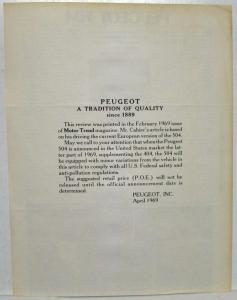 PEUGEOT
A TRADITION OF QUALITY
since 1889
This review was printed in the February 1969 issue
of Motor Trend magazine. Mr. Cahier's article is based
on his driving the current European version of the 504.
May we call to your attention that when the Peugeot
504 is announced in the United States market the lat-
ter part of 1969, supplementing the 404, the 504 will
be equipped with minor variations from the vehicle in
this article to comply with all U.S. Federal safety and
anti-pollution regulations.
The suggested retail price (P.O.E.) will not be
released until the official announcement date is
determined.
PEUGEOT, INC.
April 1969